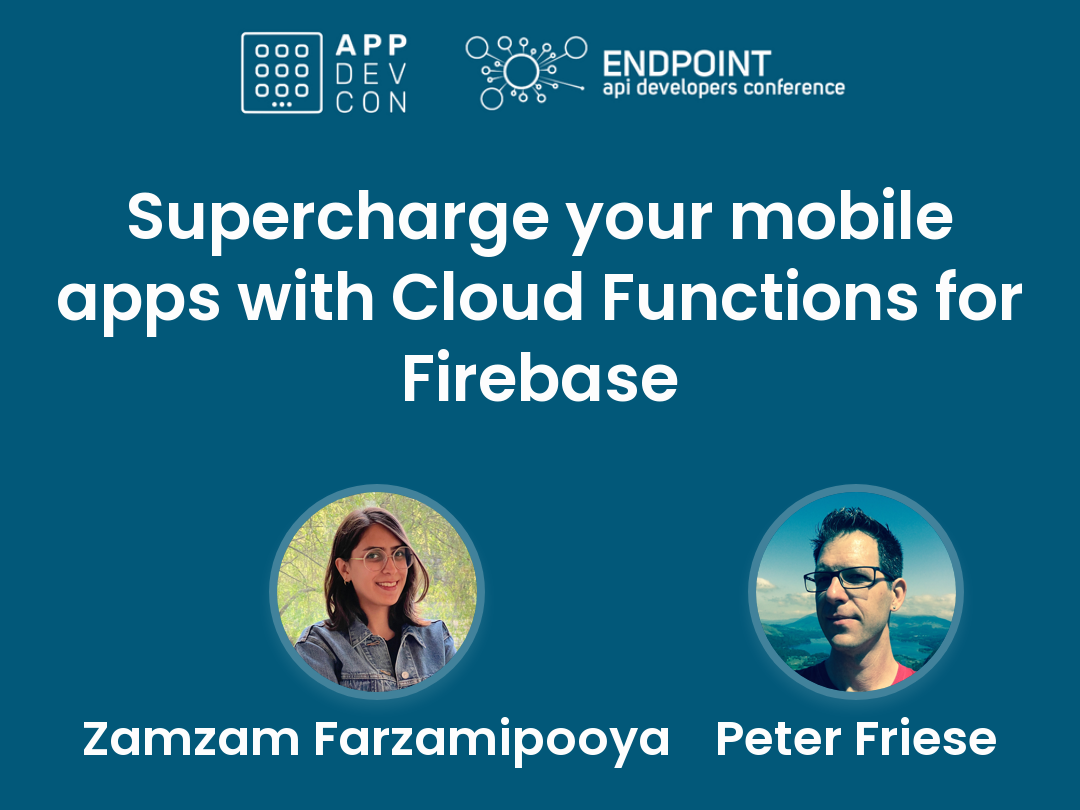 APP
DEV
CON
ENDPOINT
api developers conference
Supercharge your mobile
apps with Cloud Functions for
Firebase
Zamzam Farzamipooya
Peter Friese